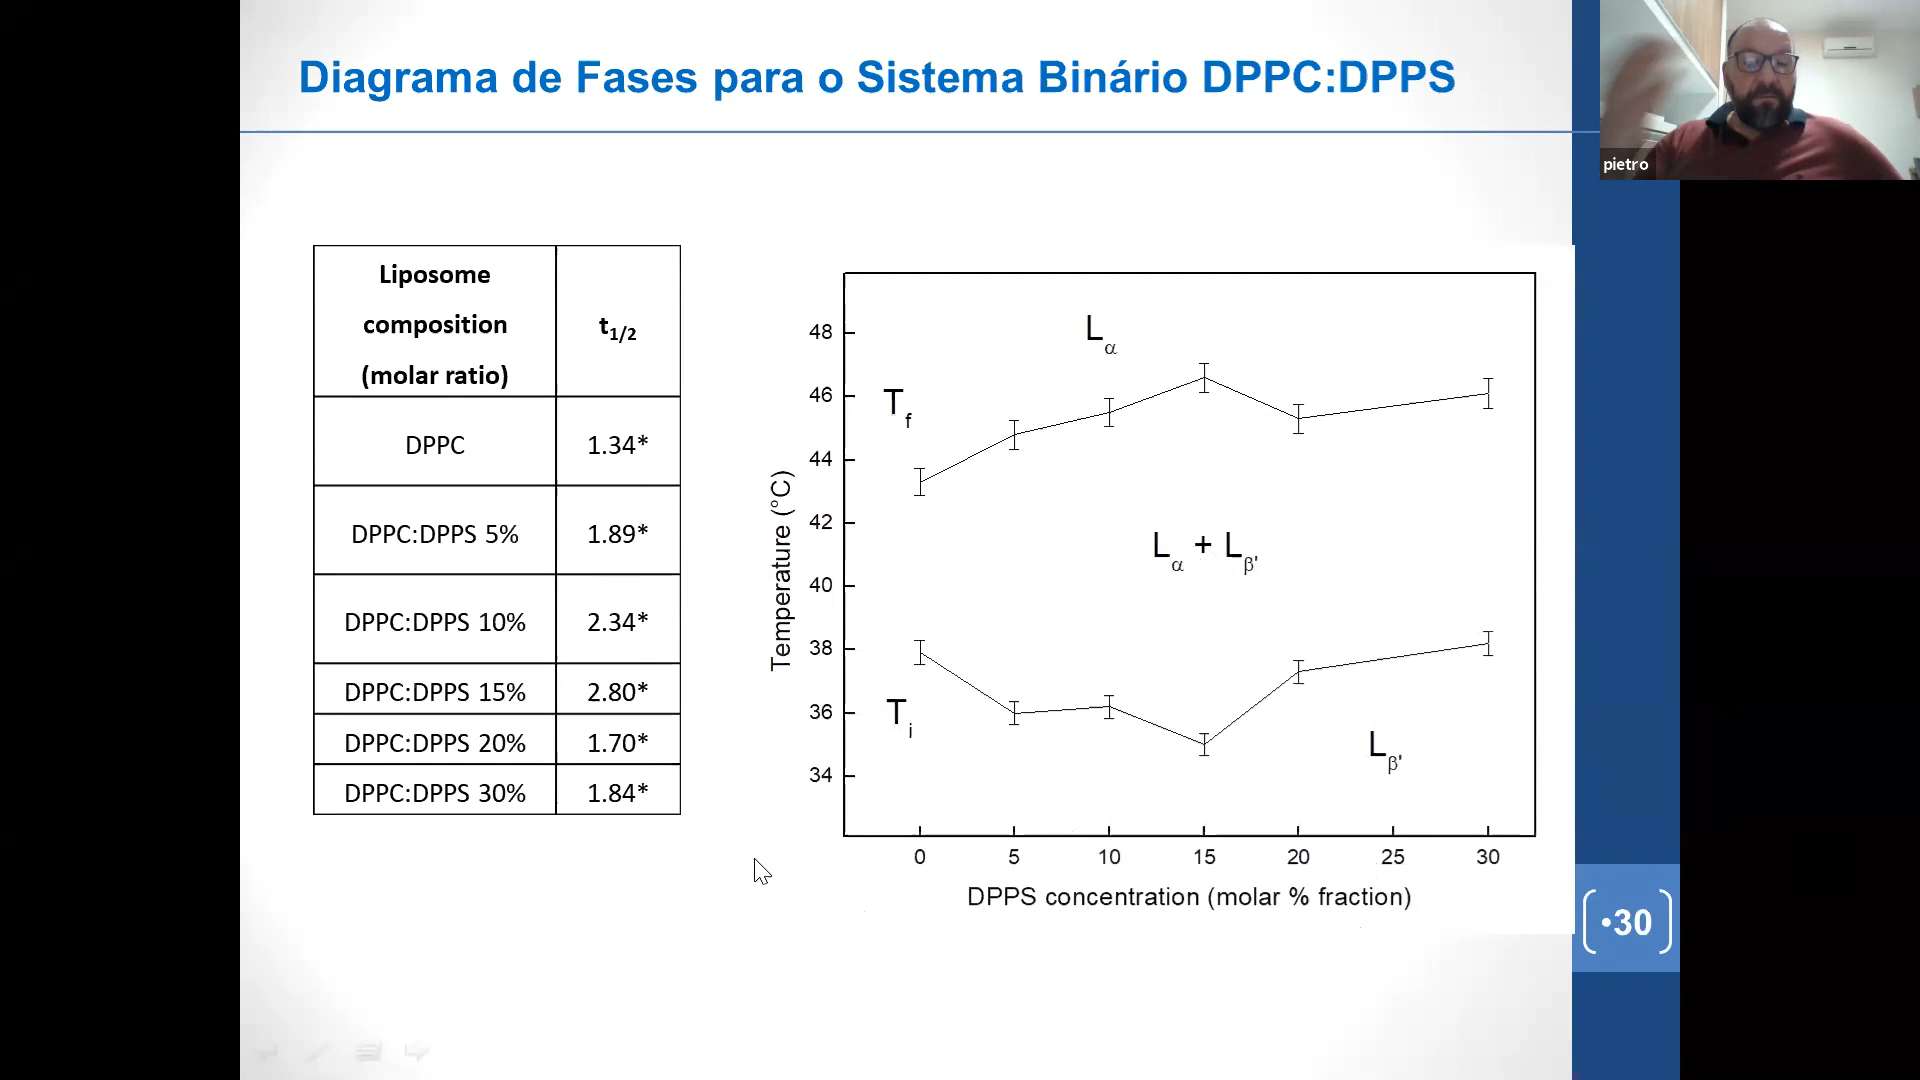 Diagrama de Fases para o Sistema Binário DPPC:DPPS
pietro
Liposome
composition
(molar ratio)
t1/2
DPPC
1.34*
DPPC:DPPS 5%
1.89*
DPPC:DPPS 10%
2.34*
DPPC:DPPS 15%
2.80*
DPPC:DPPS 20%
1.70*
DPPC:DPPS 30%
1.84*
Temperature (°C)
48
46
44
42
40
38
36
34
Lα
Tf
Lα + Lβ'
Ti
Lβ'
0 5 10 15 20 25 30
DPPS concentration (molar % fraction)
•30